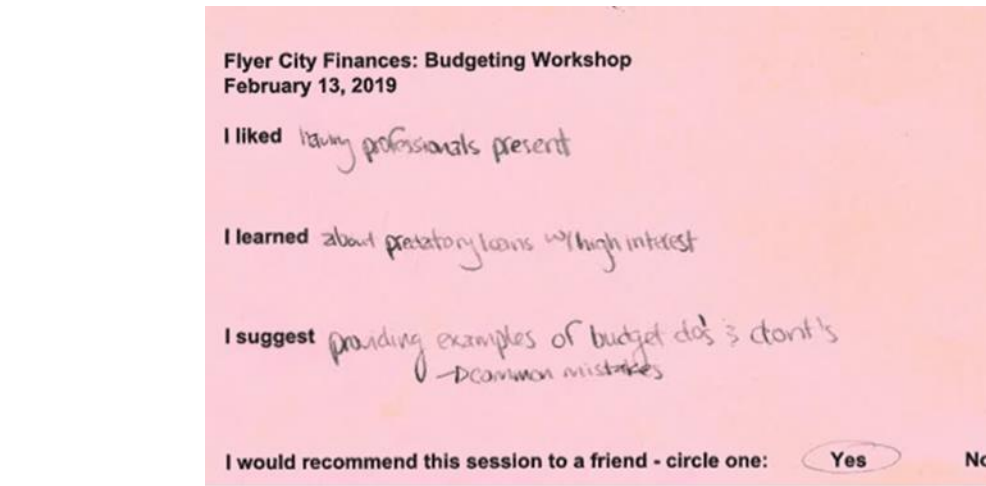 Flyer City Finances: Budgeting Workshop
February 13, 2019
I liked having professionals present
I learned about predatory loans w/ high interest
I suggest providing examples of budget do's & dont's
→ common mistakes
I would recommend this session to a friend - circle one: Yes No